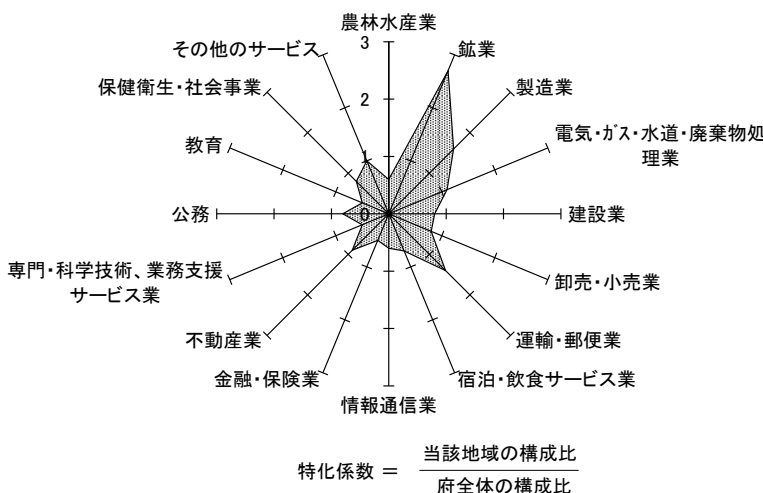 農林水産業
3
その他のサービス
鉱業
保健衛生・社会事業
製造業
2
教育
電気・ガス・水道・廃棄物処
理業
1
公務
0
建設業
専門・科学技術、業務支援
サービス業
卸売・小売業
不動産業
運輸・郵便業
金融・保険業
宿泊・飲食サービス業
情報通信業
特化係数 = 当該地域の構成比
府全体の構成比